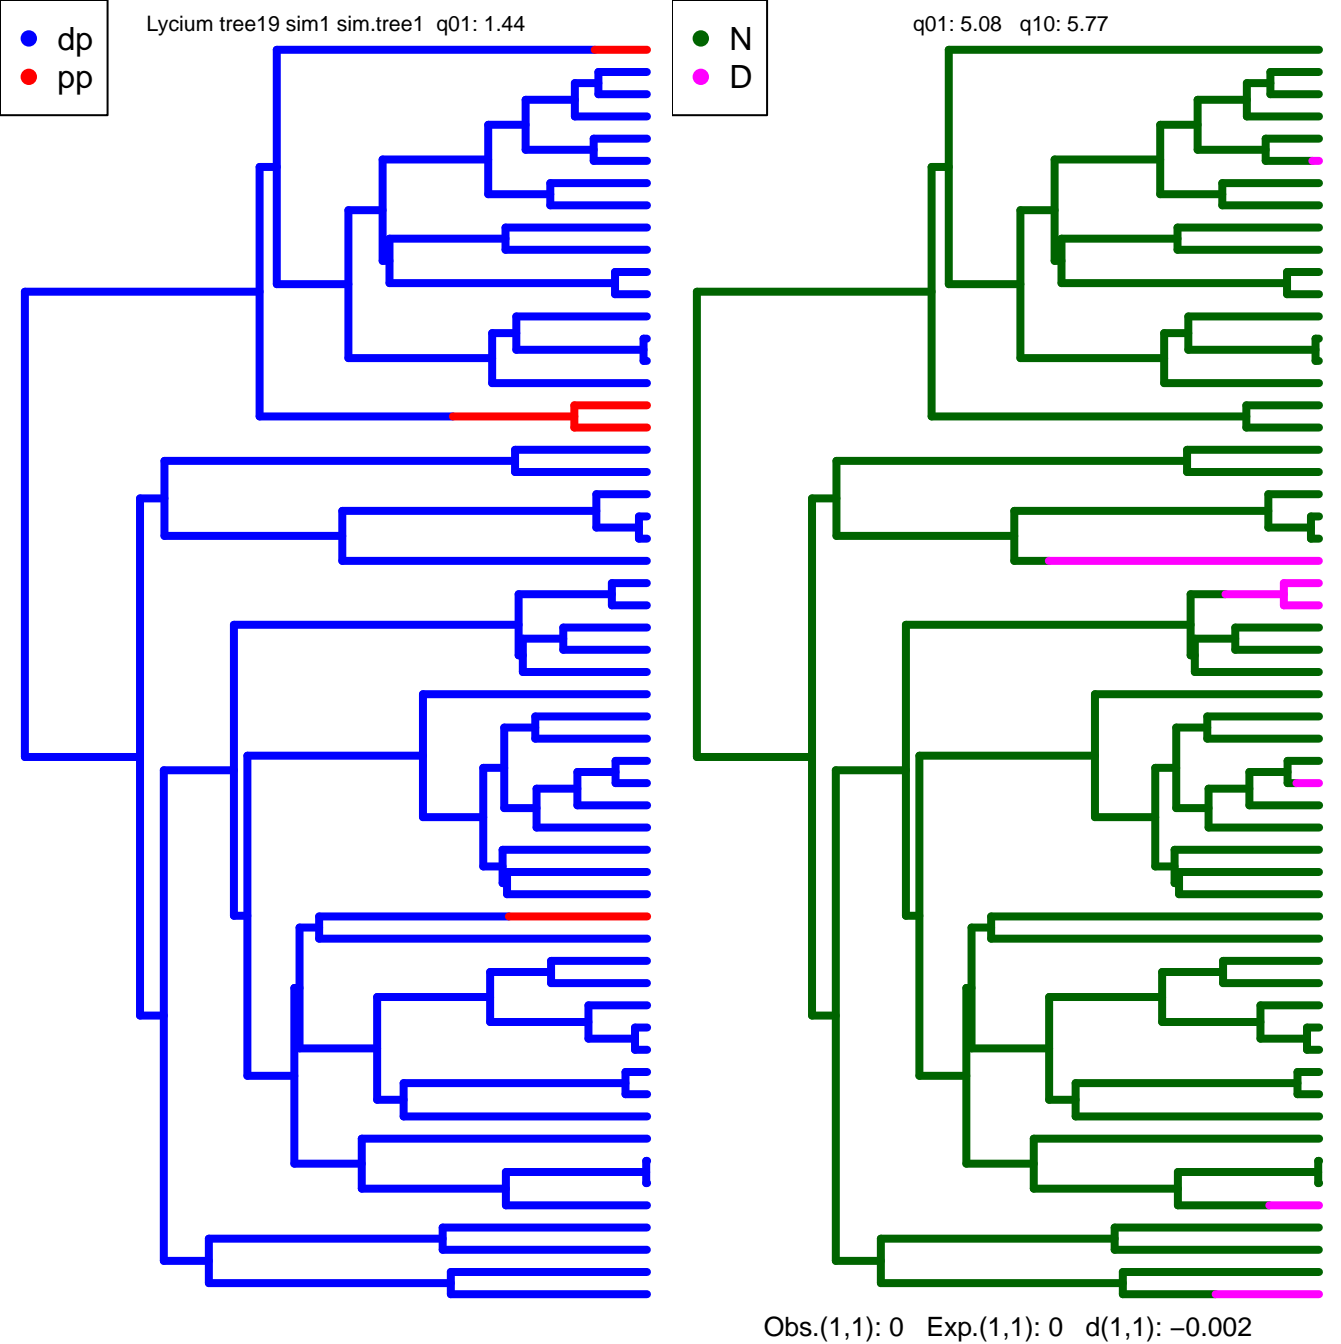 Lycium tree19 sim1 sim.tree1  q01: 1.44
q01: 5.08   q10: 5.77
dp
pp
N
D
Obs.(1,1): 0   Exp.(1,1): 0   d(1,1): −0.002